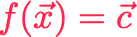 f(x⃗) = c⃗